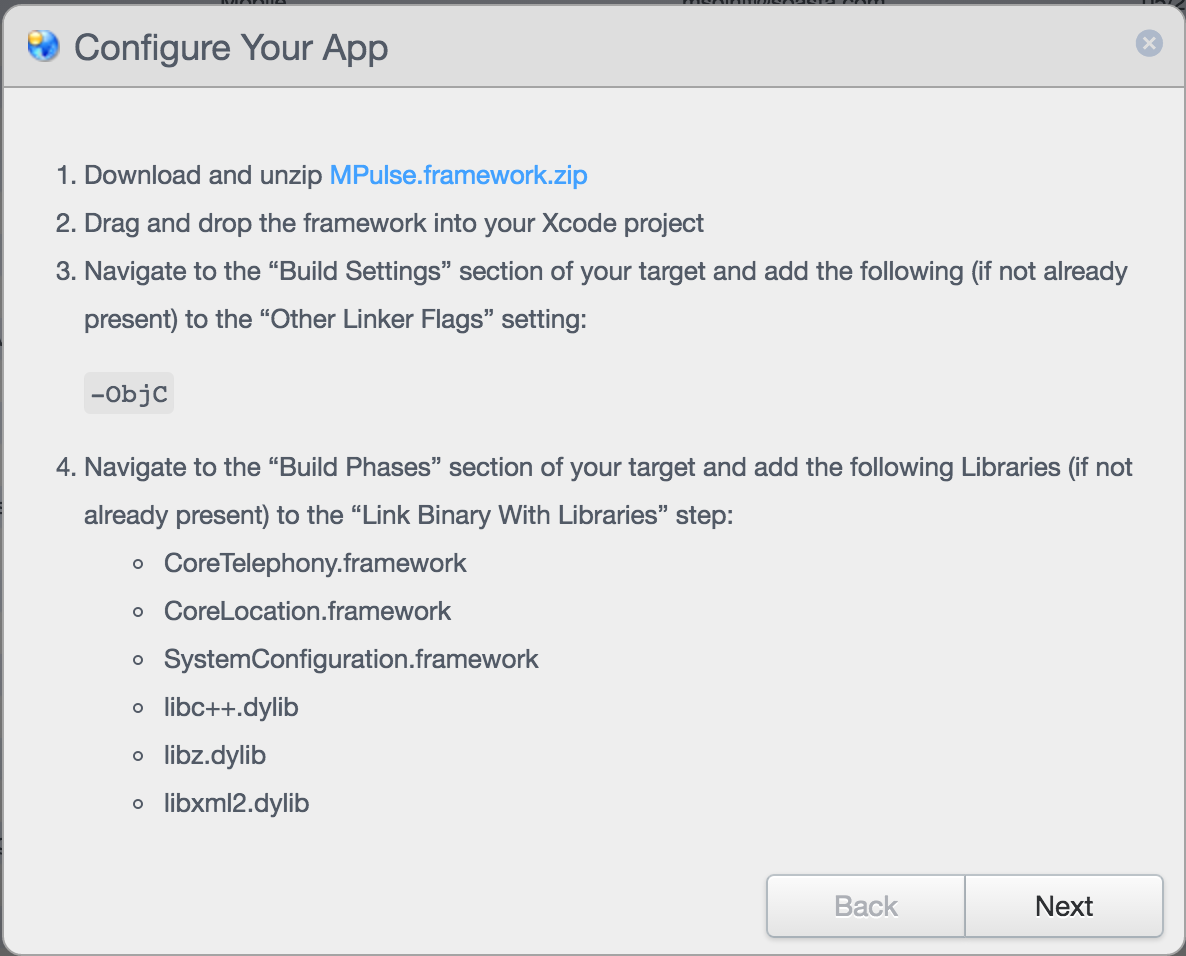 Configure Your App
1. Download and unzip MPulse.framework.zip
2. Drag and drop the framework into your Xcode project
3. Navigate to the “Build Settings” section of your target and add the following (if not already
present) to the “Other Linker Flags” setting:
-ObjC
4. Navigate to the “Build Phases” section of your target and add the following Libraries (if not
already present) to the “Link Binary With Libraries” step:
CoreTelephony.framework
CoreLocation.framework
SystemConfiguration.framework
libc++.dylib
libz.dylib
libxml2.dylib
Back Next